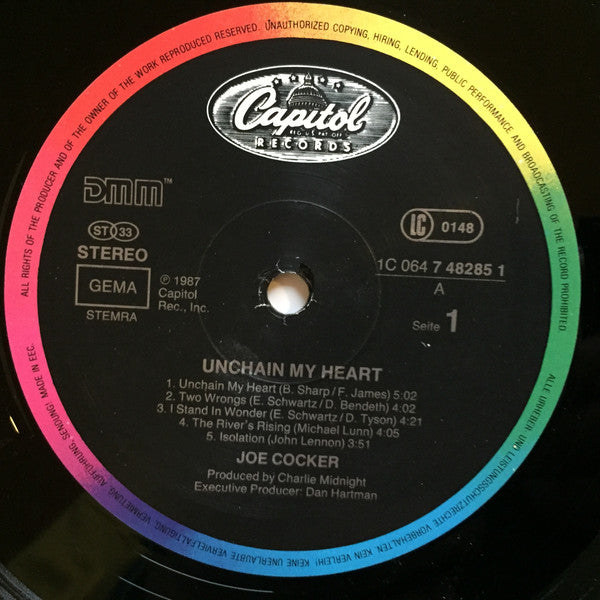 ALL RIGHTS OF THE PRODUCER AND OF THE OWNER OF THE WORK REPRODUCED RESERVED. UNAUTHORIZED COPYING, HIRING, LENDING, PUBLIC PERFORMANCE AND BROADCASTING OF THE RECORD PROHIBITED
Capitol
REG. U.S. PAT. OFF.
RECORDS
DMM™
ST 33
STEREO
GEMA
STEMRA
℗ 1987
Capitol
Rec., Inc.
LC 0148
1C 064 7 48285 1
A
Seite 1
UNCHAIN MY HEART
1. Unchain My Heart (B. Sharp/F. James) 5:02
2. Two Wrongs (E. Schwartz/D. Bendeth) 4:02
3. I Stand In Wonder (E. Schwartz/D. Tyson) 4:21
4. The River's Rising (Michael Lunn) 4:05
5. Isolation (John Lennon) 3:51
JOE COCKER
Produced by Charlie Midnight
Executive Producer: Dan Hartman
ALLE URHEBER- UND LEISTUNGSSCHUTZRECHTE VORBEHALTEN. KEIN VERLEIH! KEINE UNERLAUBTE VERVIELFÄLTIGUNG, VERMIETUNG, AUFFÜHRUNG, SENDUNG! MADE IN EEC.